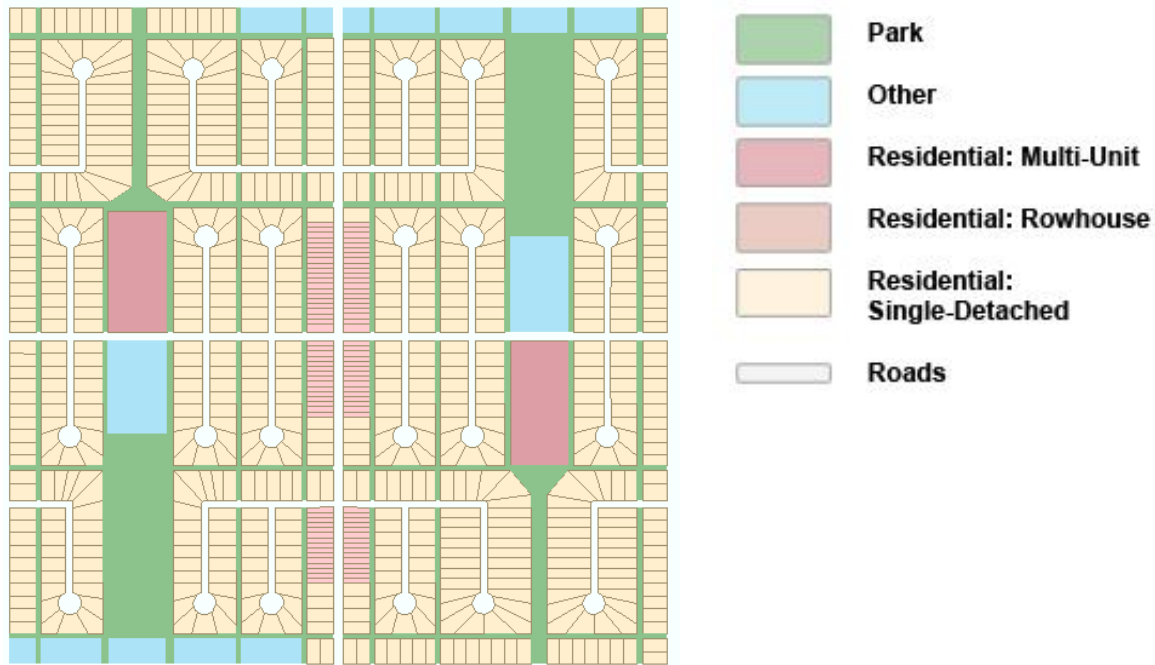 Park
Other
Residential: Multi-Unit
Residential: Rowhouse
Residential:
Single-Detached
Roads